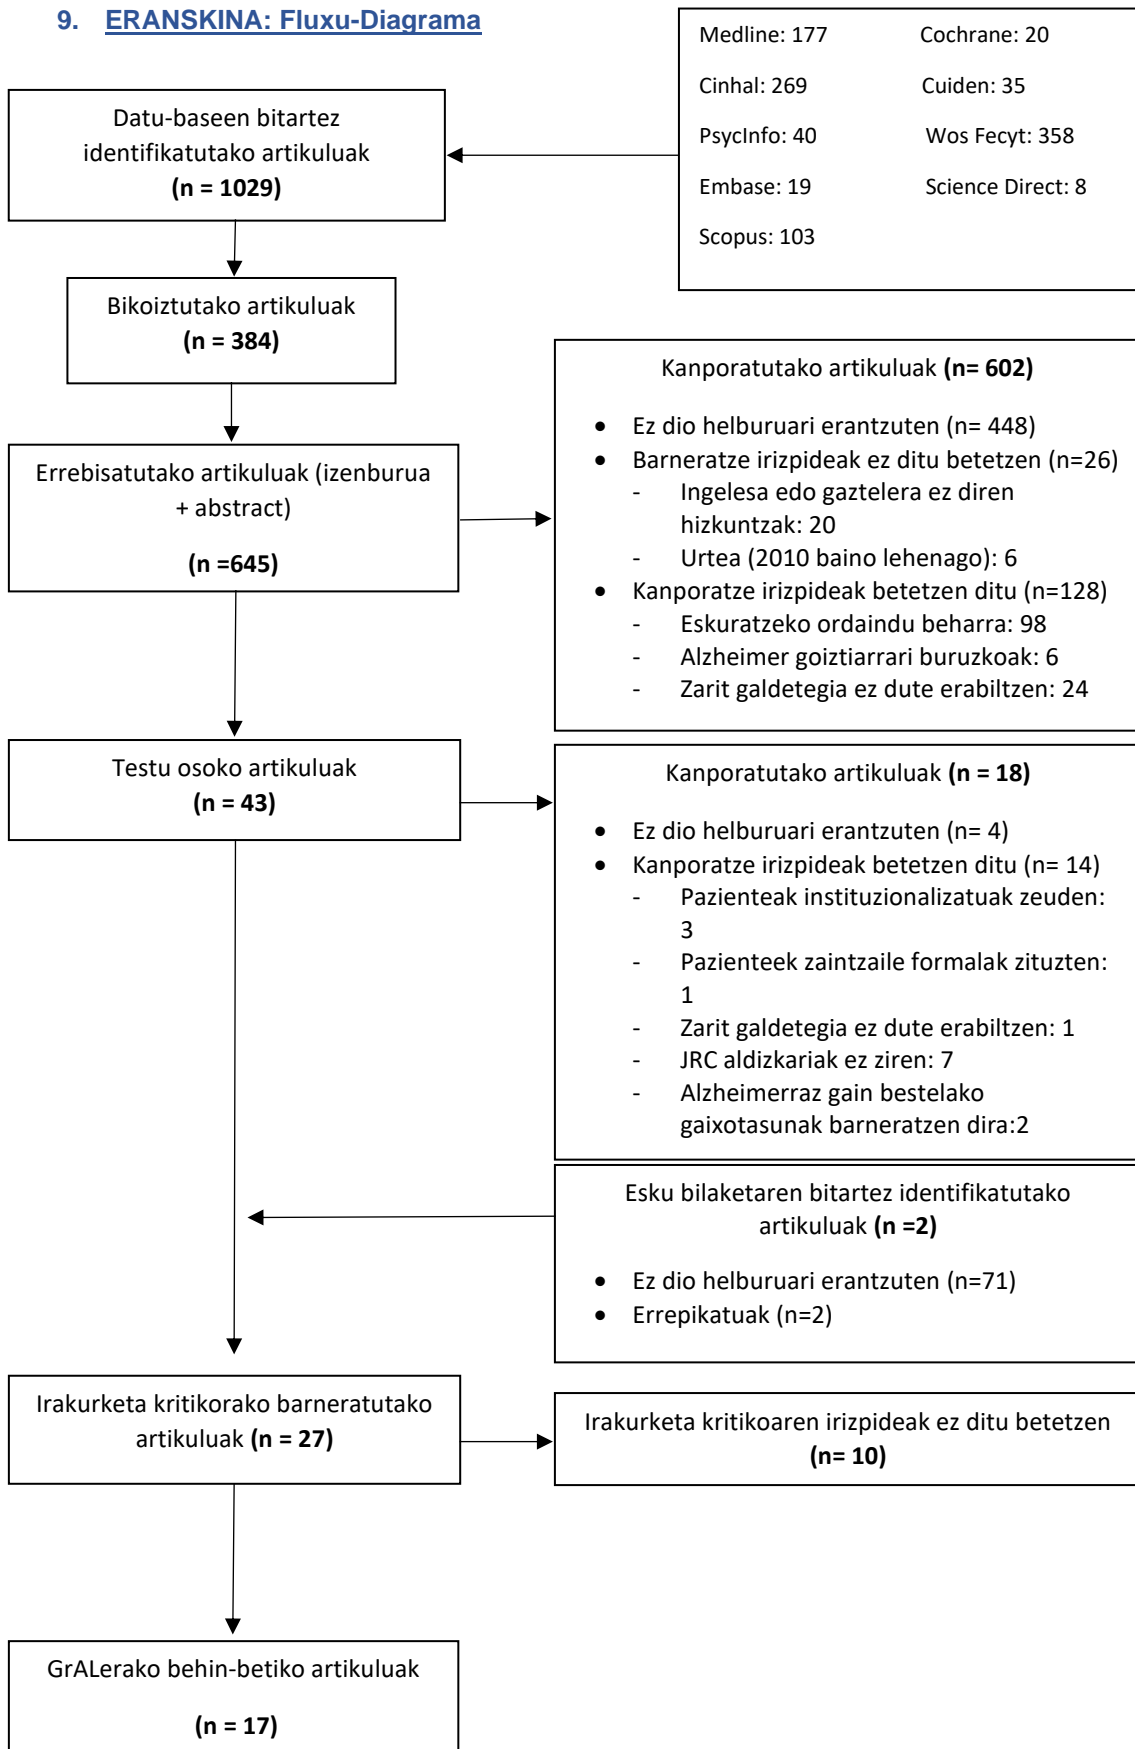 9. ERANSKINA: Fluxu-Diagrama
Medline: 177 Cochrane: 20
Cinhal: 269 Cuiden: 35
PsycInfo: 40 Wos Fecyt: 358
Embase: 19 Science Direct: 8
Scopus: 103
Datu-baseen bitartez
identifikatutako artikuluak
(n = 1029)
Bikoiztutako artikuluak
(n = 384)
Errebisatutako artikuluak (izenburua
+ abstract)
(n =645)
Kanporatutako artikuluak (n= 602)
• Ez dio helburuari erantzuten (n= 448)
• Barneratze irizpideak ez ditu betetzen (n=26)
- Ingelesa edo gaztelera ez diren
hizkuntzak: 20
- Urtea (2010 baino lehenago): 6
• Kanporatze irizpideak betetzen ditu (n=128)
- Eskuratzeko ordaindu beharra: 98
- Alzheimer goiztiarrari buruzkoak: 6
- Zarit galdetegia ez dute erabiltzen: 24
Testu osoko artikuluak
(n = 43)
Kanporatutako artikuluak (n = 18)
• Ez dio helburuari erantzuten (n= 4)
• Kanporatze irizpideak betetzen ditu (n= 14)
- Pazienteak instituzionalizatuak zeuden:
3
- Pazienteek zaintzaile formalak zituzten:
1
- Zarit galdetegia ez dute erabiltzen: 1
- JRC aldizkariak ez ziren: 7
- Alzheimerraz gain bestelako
gaixotasunak barneratzen dira:2
Esku bilaketaren bitartez identifikatutako
artikuluak (n =2)
• Ez dio helburuari erantzuten (n=71)
• Errepikatuak (n=2)
Irakurketa kritikorako barneratutako
artikuluak (n = 27)
Irakurketa kritikoaren irizpideak ez ditu betetzen
(n= 10)
GrALerako behin-betiko artikuluak
(n = 17)